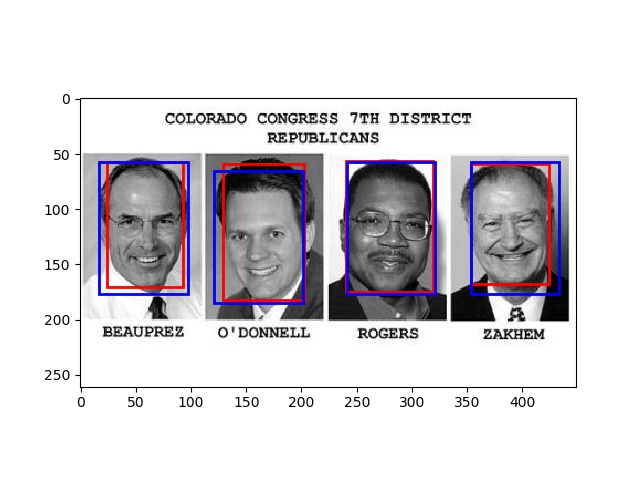 COLORADO CONGRESS 7TH DISTRICT
REPUBLICANS
BEAUPREZ O'DONNELL ROGERS ZAKHEM
0
50
100
150
200
250
0 50 100 150 200 250 300 350 400